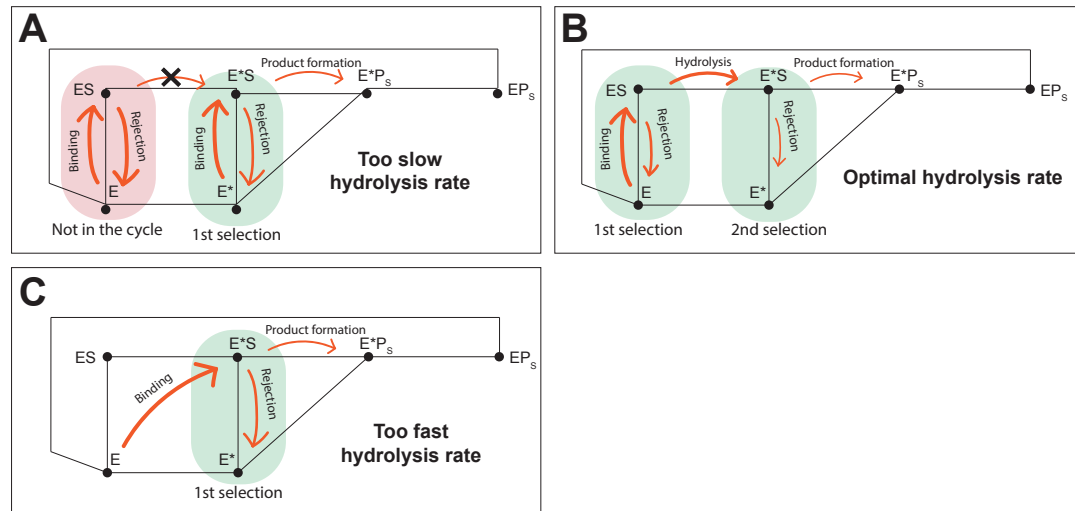 A
ES
E*S
Product formation
E*Pₛ
EPₛ
Binding
Rejection
Binding
Rejection
E
E*
Too slow
hydrolysis rate
Not in the cycle
1st selection
B
Hydrolysis
ES
E*S
Product formation
E*Pₛ
EPₛ
Binding
Rejection
Rejection
E
E*
Optimal hydrolysis rate
1st selection
2nd selection
C
ES
E*S
Product formation
E*Pₛ
EPₛ
Binding
Rejection
E
E*
Too fast
hydrolysis rate
1st selection